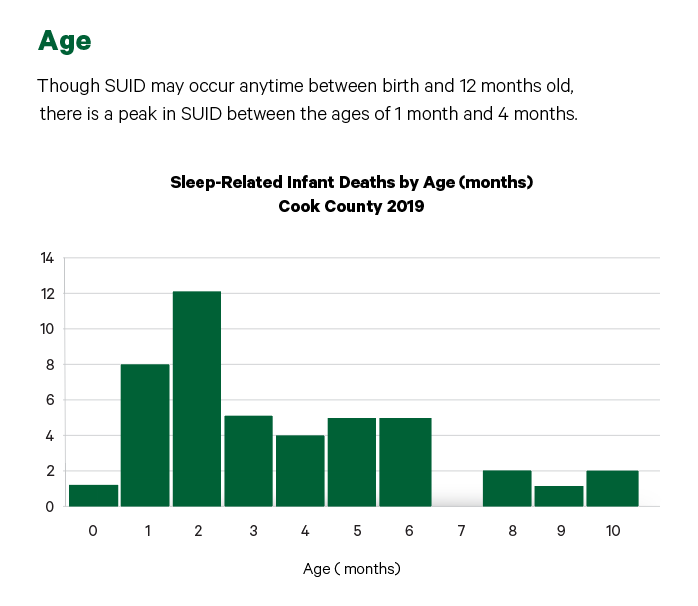 Age
Though SUID may occur anytime between birth and 12 months old,
there is a peak in SUID between the ages of 1 month and 4 months.
Sleep-Related Infant Deaths by Age (months)
Cook County 2019
14
12
10
8
6
4
2
0
0 1 2 3 4 5 6 7 8 9 10
Age ( months)